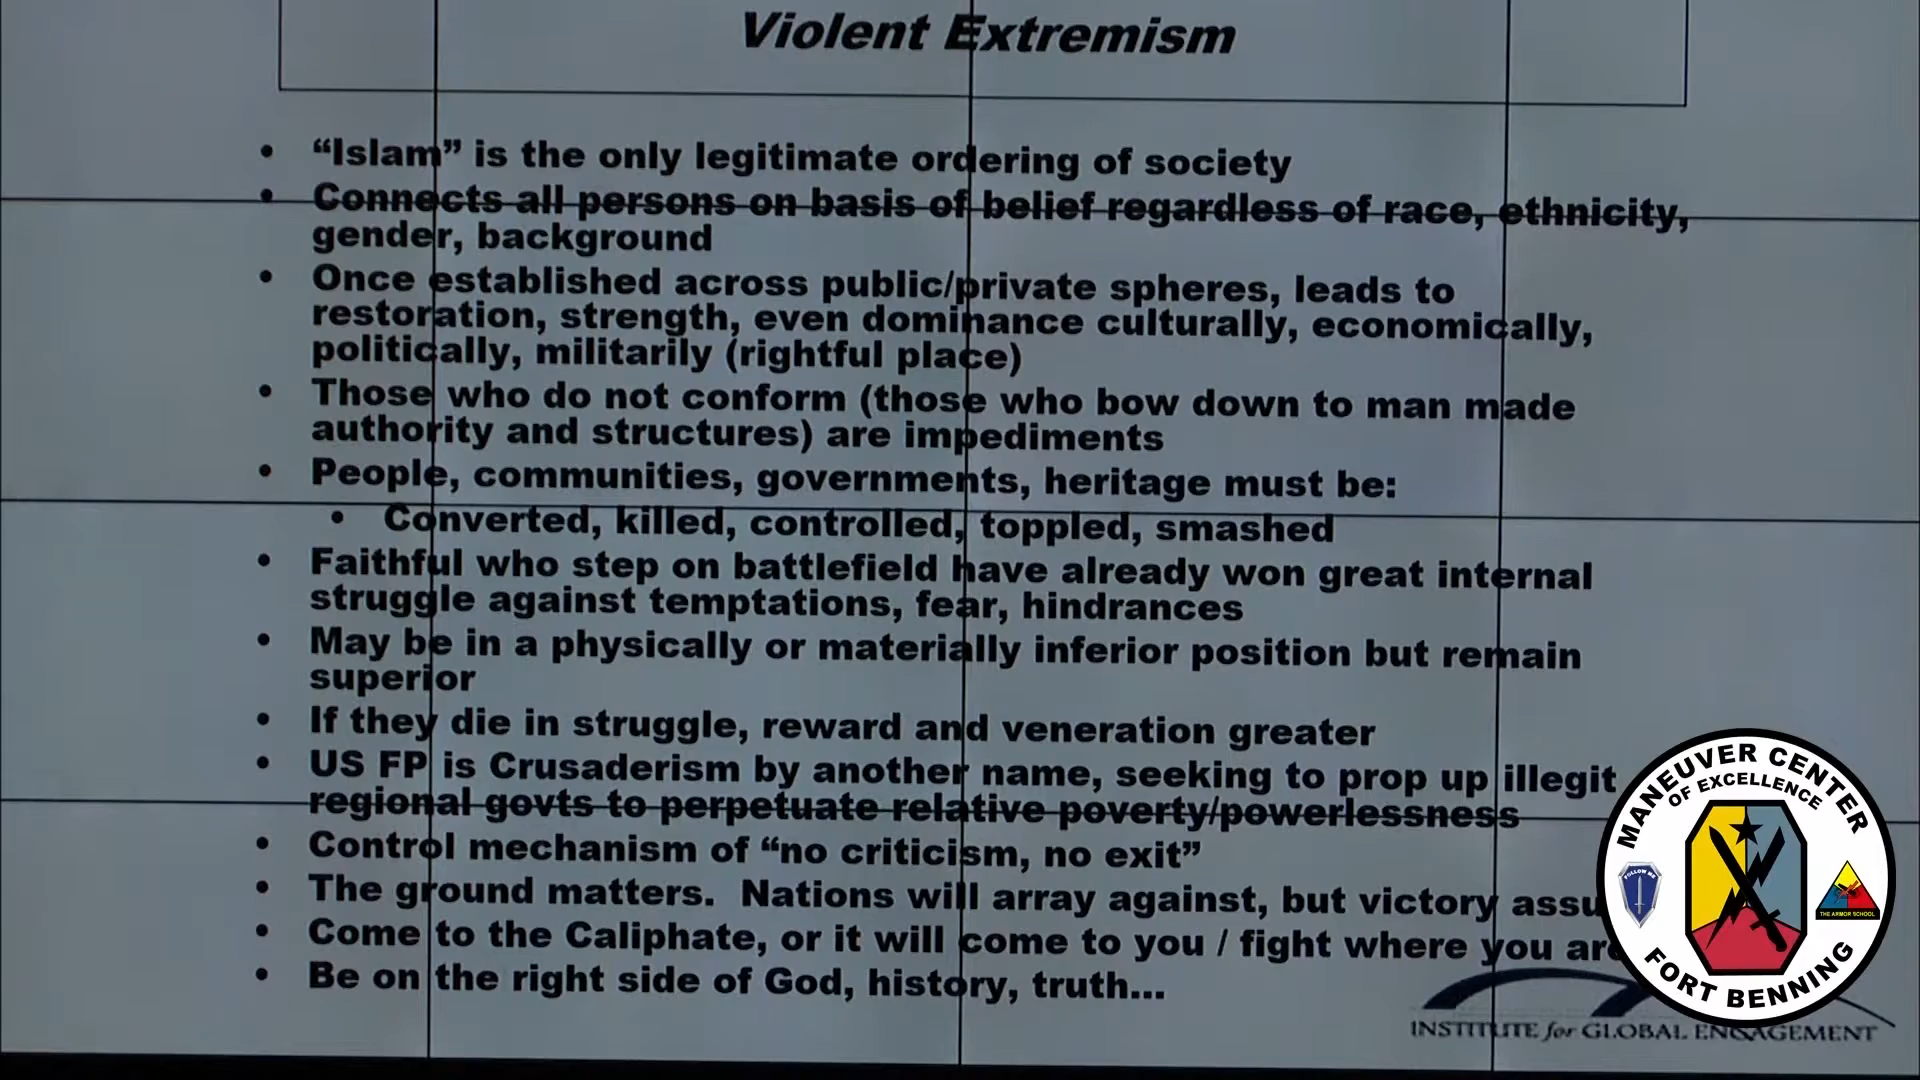 Violent Extremism
• “Islam” is the only legitimate ordering of society
• Connects all persons on basis of belief regardless of race, ethnicity,
gender, background
• Once established across public/private spheres, leads to
restoration, strength, even dominance culturally, economically,
politically, militarily (rightful place)
• Those who do not conform (those who bow down to man made
authority and structures) are impediments
• People, communities, governments, heritage must be:
• Converted, killed, controlled, toppled, smashed
• Faithful who step on battlefield have already won great internal
struggle against temptations, fear, hindrances
• May be in a physically or materially inferior position but remain
superior
• If they die in struggle, reward and veneration greater
• US FP is Crusaderism by another name, seeking to prop up illegit
regional govts to perpetuate relative poverty/powerlessness
• Control mechanism of “no criticism, no exit”
• The ground matters. Nations will array against, but victory assu
• Come to the Caliphate, or it will come to you / fight where you are
• Be on the right side of God, history, truth...
INSTITUTE for GLOBAL ENGAGEMENT
MANEUVER CENTER
OF EXCELLENCE
FOLLOW ME
THE ARMOR SCHOOL
FORT BENNING